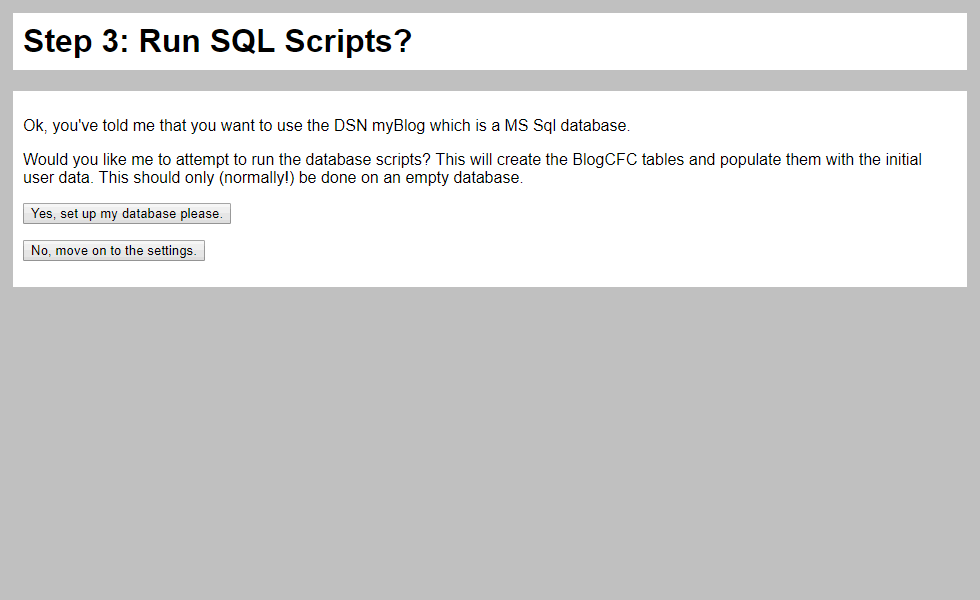 Step 3: Run SQL Scripts?
Ok, you've told me that you want to use the DSN myBlog which is a MS Sql database.
Would you like me to attempt to run the database scripts? This will create the BlogCFC tables and populate them with the initial
user data. This should only (normally!) be done on an empty database.
Yes, set up my database please.
No, move on to the settings.